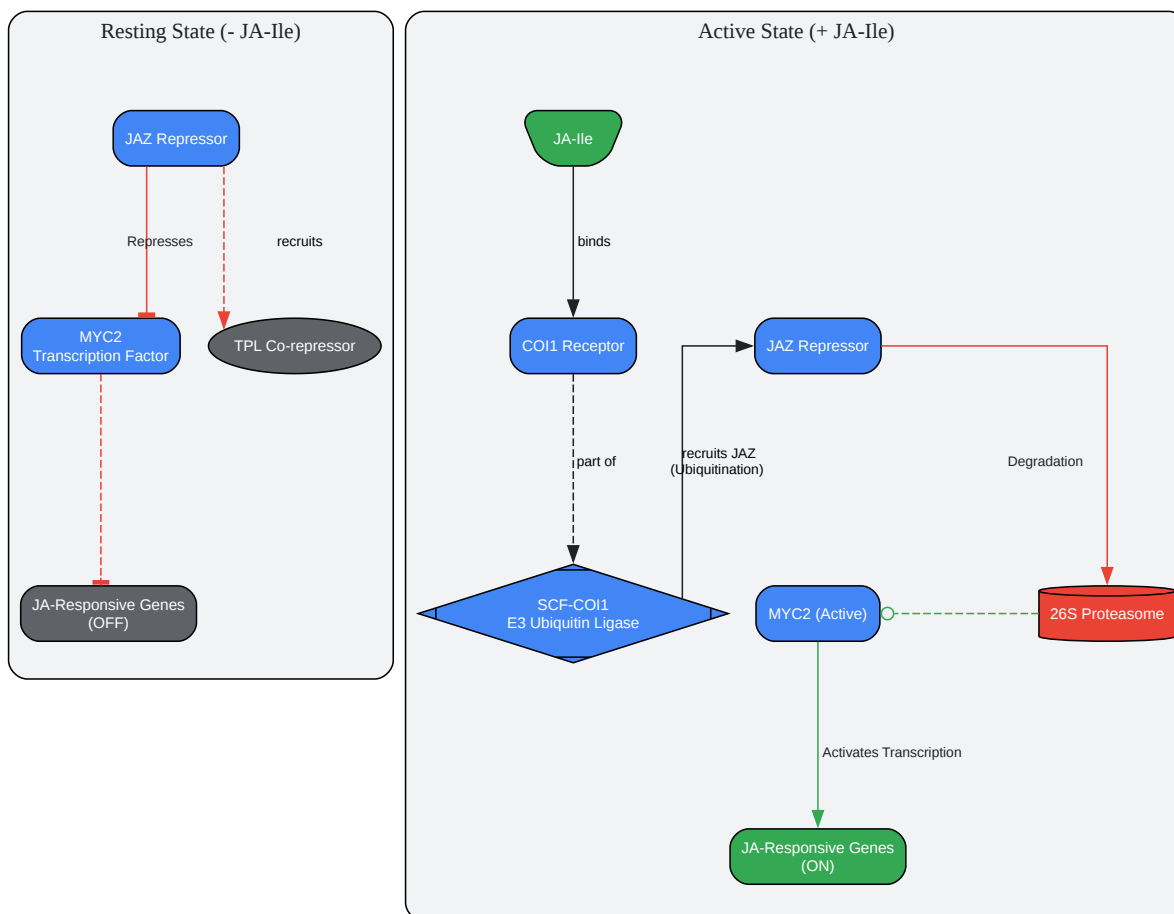 Resting State (- JA-Ile)
JAZ Repressor
Represses
recruits
MYC2
Transcription Factor
TPL Co-repressor
JA-Responsive Genes
(OFF)
Active State (+ JA-Ile)
JA-Ile
binds
COI1 Receptor
JAZ Repressor
part of
recruits JAZ
(Ubiquitination)
Degradation
SCF-COI1
E3 Ubiquitin Ligase
MYC2 (Active)
26S Proteasome
Activates Transcription
JA-Responsive Genes
(ON)